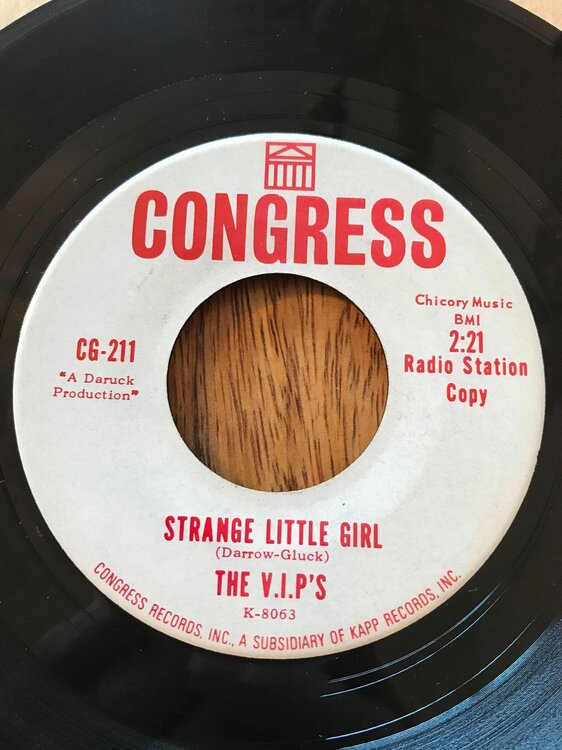 CONGRESS
CG-211
"A Daruck
Production"
Chicory Music
BMI
2:21
Radio Station
Copy
STRANGE LITTLE GIRL
(Darrow-Gluck)
THE V.I.P'S
K-8063
CONGRESS RECORDS, INC., A SUBSIDIARY OF KAPP RECORDS, INC.